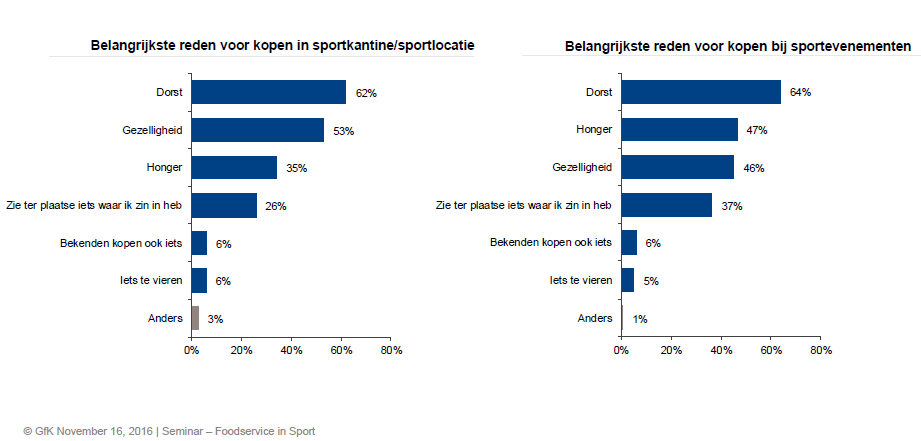 Belangrijkste reden voor kopen in sportkantine/sportlocatie
Dorst 62%
Gezelligheid 53%
Honger 35%
Zie ter plaatse iets waar ik zin in heb 26%
Bekenden kopen ook iets 6%
Iets te vieren 6%
Anders 3%
0% 20% 40% 60% 80%
Belangrijkste reden voor kopen bij sportevenementen
Dorst 64%
Honger 47%
Gezelligheid 46%
Zie ter plaatse iets waar ik zin in heb 37%
Bekenden kopen ook iets 6%
Iets te vieren 5%
Anders 1%
0% 20% 40% 60% 80%
© GfK November 16, 2016 | Seminar – Foodservice in Sport